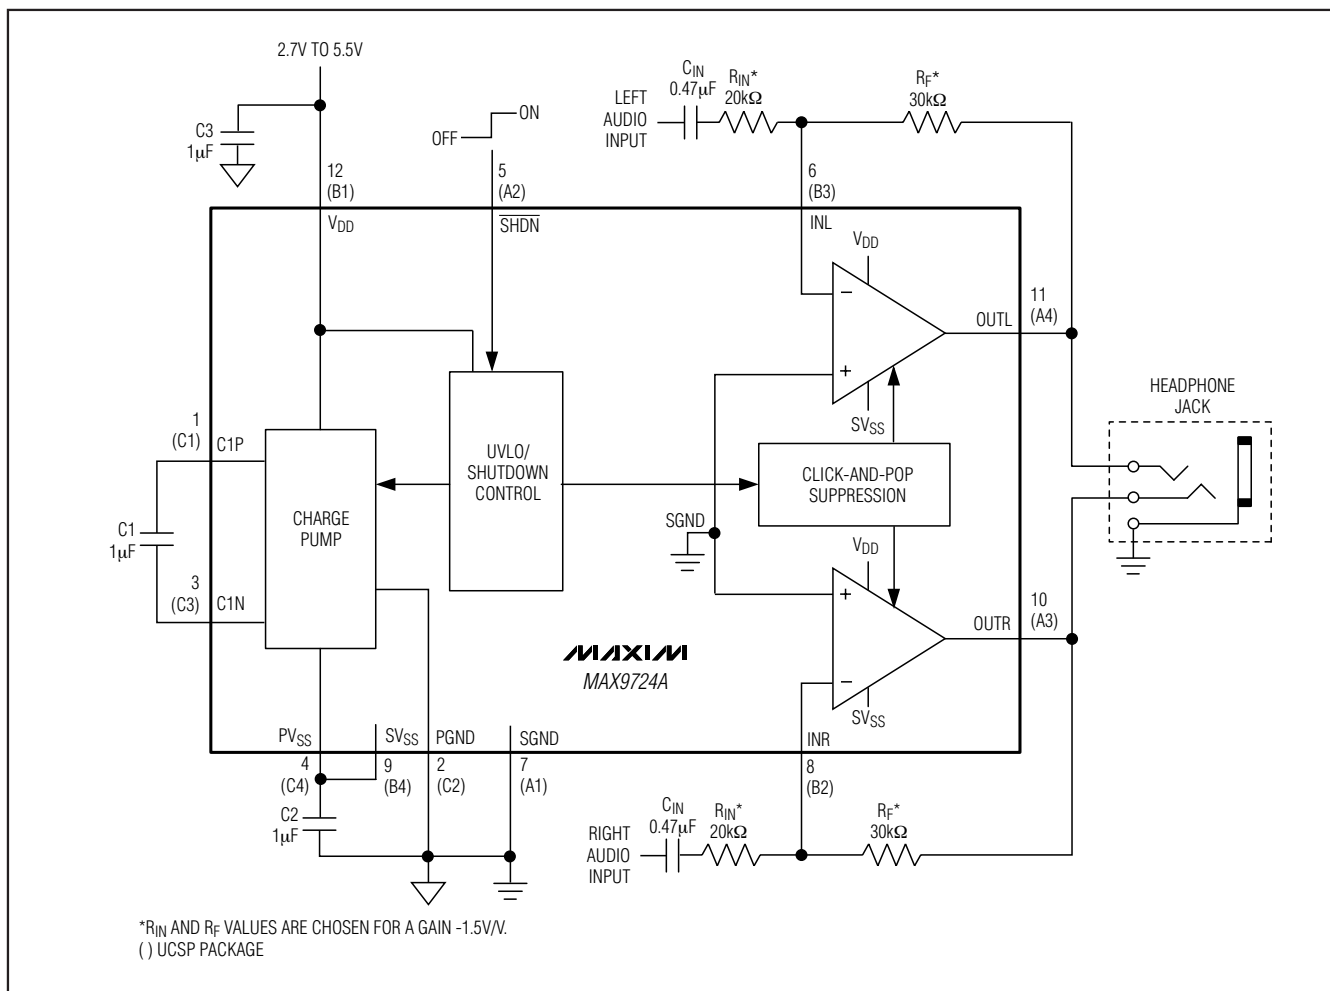 2.7V TO 5.5V
C3
1µF
12
(B1)
VDD
OFF
ON
5
(A2)
SHDN
LEFT
AUDIO
INPUT
CIN
0.47µF
RIN*
20kΩ
RF*
30kΩ
6
(B3)
INL
VDD
−
+
SVSS
OUTL
11
(A4)
HEADPHONE
JACK
1
(C1)
C1P
C1
1µF
3
(C3)
C1N
CHARGE
PUMP
UVLO/
SHUTDOWN
CONTROL
CLICK-AND-POP
SUPPRESSION
SGND
VDD
+
−
SVSS
OUTR
10
(A3)
MAXIM
MAX9724A
PVSS
4
(C4)
SVSS
9
(B4)
PGND
2
(C2)
SGND
7
(A1)
INR
8
(B2)
C2
1µF
RIGHT
AUDIO
INPUT
CIN
0.47µF
RIN*
20kΩ
RF*
30kΩ
*RIN AND RF VALUES ARE CHOSEN FOR A GAIN -1.5V/V.
( ) UCSP PACKAGE